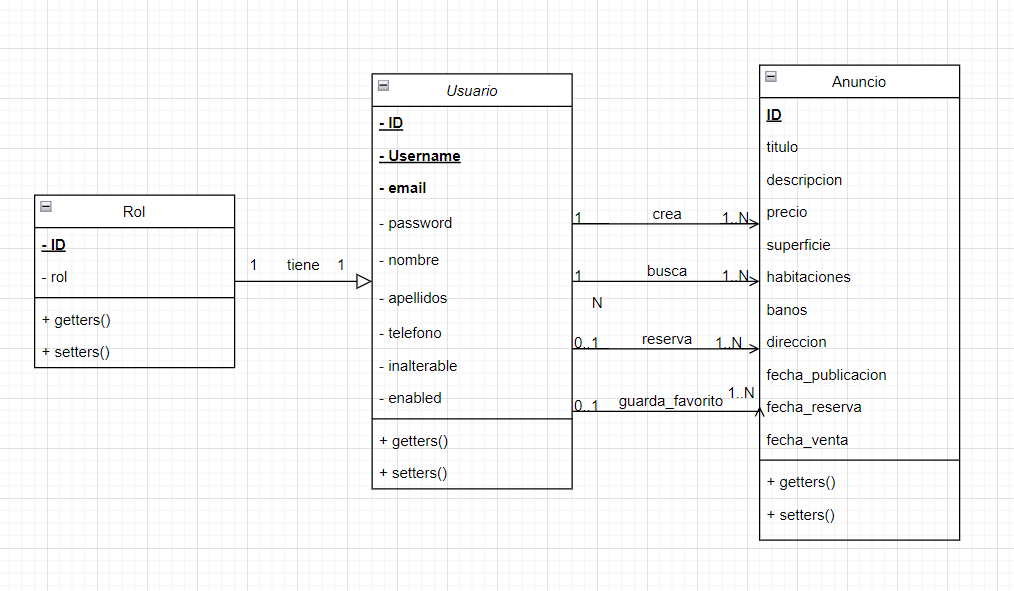 Rol
- ID
- rol
+ getters()
+ setters()
1 tiene 1
Usuario
- ID
- Username
- email
- password
- nombre
- apellidos
- telefono
- inalterable
- enabled
+ getters()
+ setters()
1 crea 1..N
1 busca 1..N
N
0..1 reserva 1..N
0..1 guarda_favorito 1..N
Anuncio
ID
titulo
descripcion
precio
superficie
habitaciones
banos
direccion
fecha_publicacion
fecha_reserva
fecha_venta
+ getters()
+ setters()